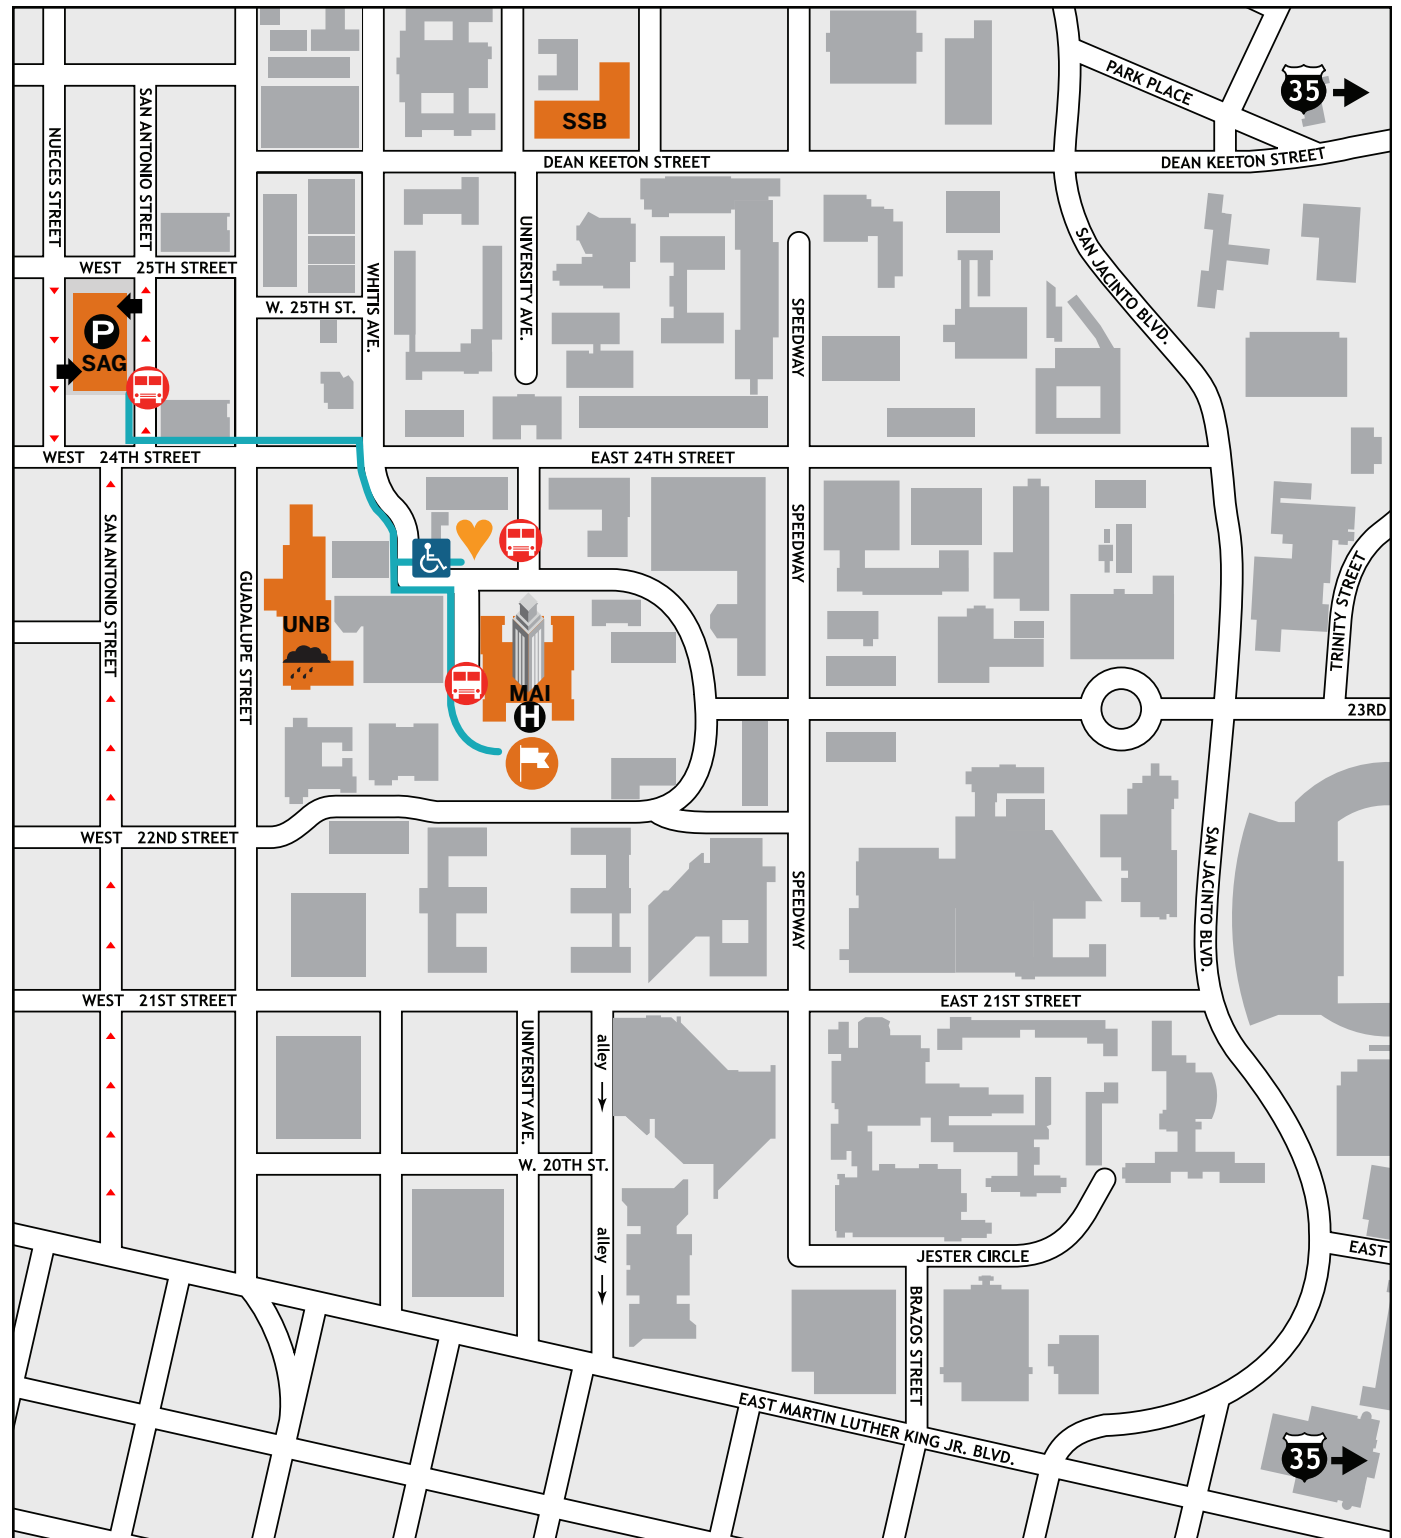 PARK PLACE
35
SAN ANTONIO STREET
SSB
NUECES STREET
DEAN KEETON STREET
DEAN KEETON STREET
UNIVERSITY AVE.
SAN JACINTO BLVD.
WEST 25TH STREET
WHITIS AVE.
W. 25TH ST.
SPEEDWAY
P
SAG
WEST 24TH STREET
EAST 24TH STREET
SAN ANTONIO STREET
SPEEDWAY
GUADALUPE STREET
TRINITY STREET
UNB
MAI
H
23RD
WEST 22ND STREET
SAN JACINTO BLVD.
SPEEDWAY
WEST 21ST STREET
EAST 21ST STREET
UNIVERSITY AVE.
alley
W. 20TH ST.
alley
JESTER CIRCLE
EAST
BRAZOS STREET
EAST MARTIN LUTHER KING JR. BLVD.
35